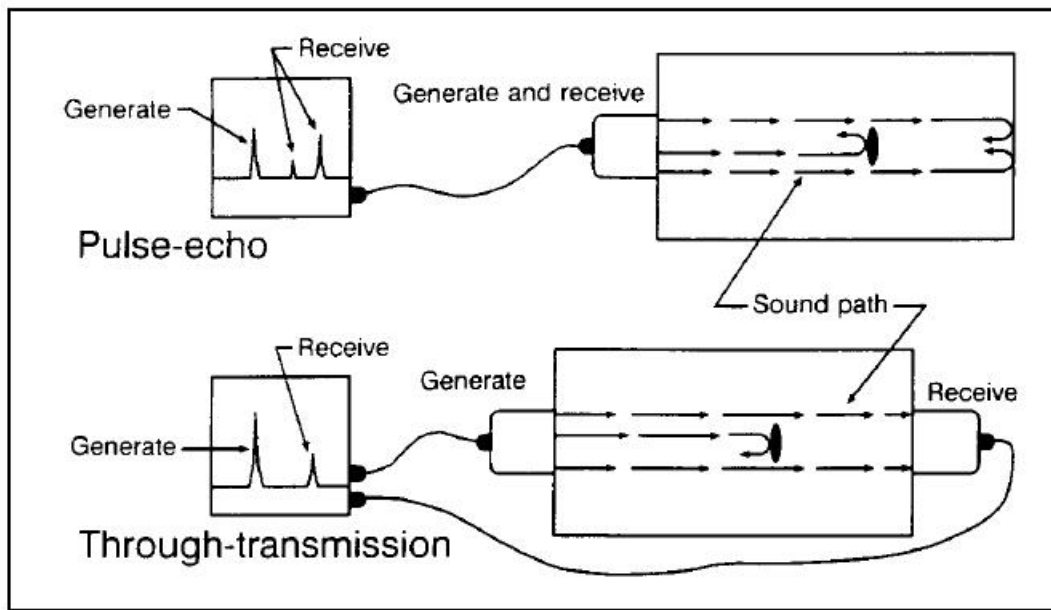 Receive
Generate
Generate and receive
Pulse-echo
Sound path
Receive
Generate
Receive
Generate
Through-transmission